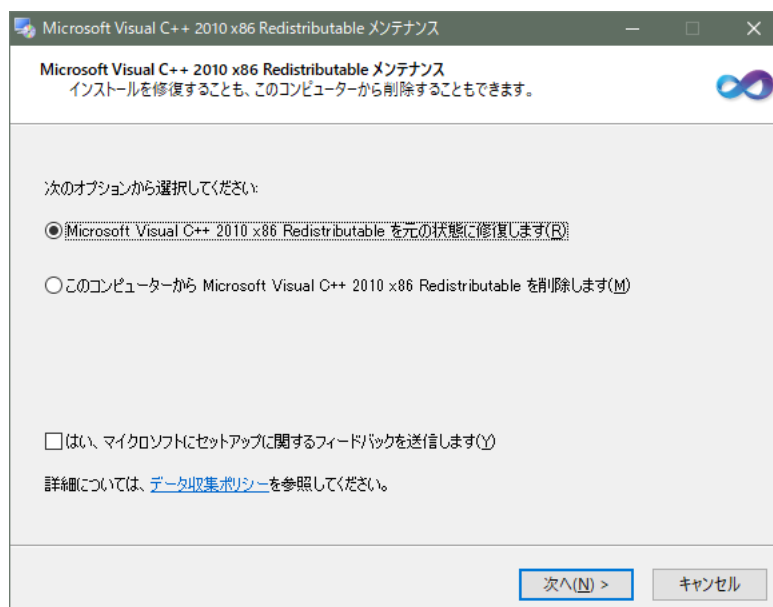 Microsoft Visual C++ 2010 x86 Redistributable メンテナンス
Microsoft Visual C++ 2010 x86 Redistributable メンテナンス
インストールを修復することも、このコンピューターから削除することもできます。
次のオプションから選択してください:
Microsoft Visual C++ 2010 x86 Redistributable を元の状態に修復します(R)
このコンピューターから Microsoft Visual C++ 2010 x86 Redistributable を削除します(M)
はい、マイクロソフトにセットアップに関するフィードバックを送信します(Y)
詳細については、データ収集ポリシーを参照してください。
次へ(N) > キャンセル